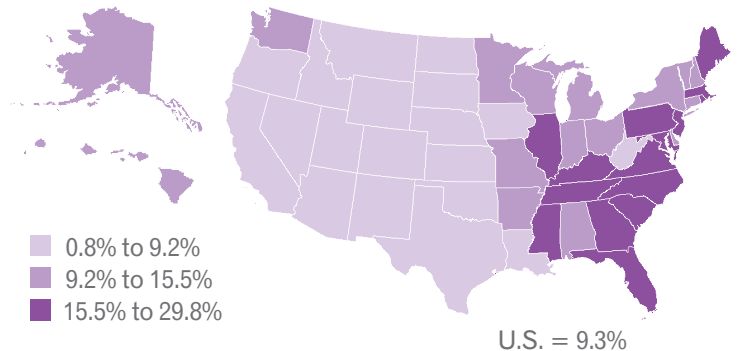 0.8% to 9.2%
9.2% to 15.5%
15.5% to 29.8%
U.S. = 9.3%